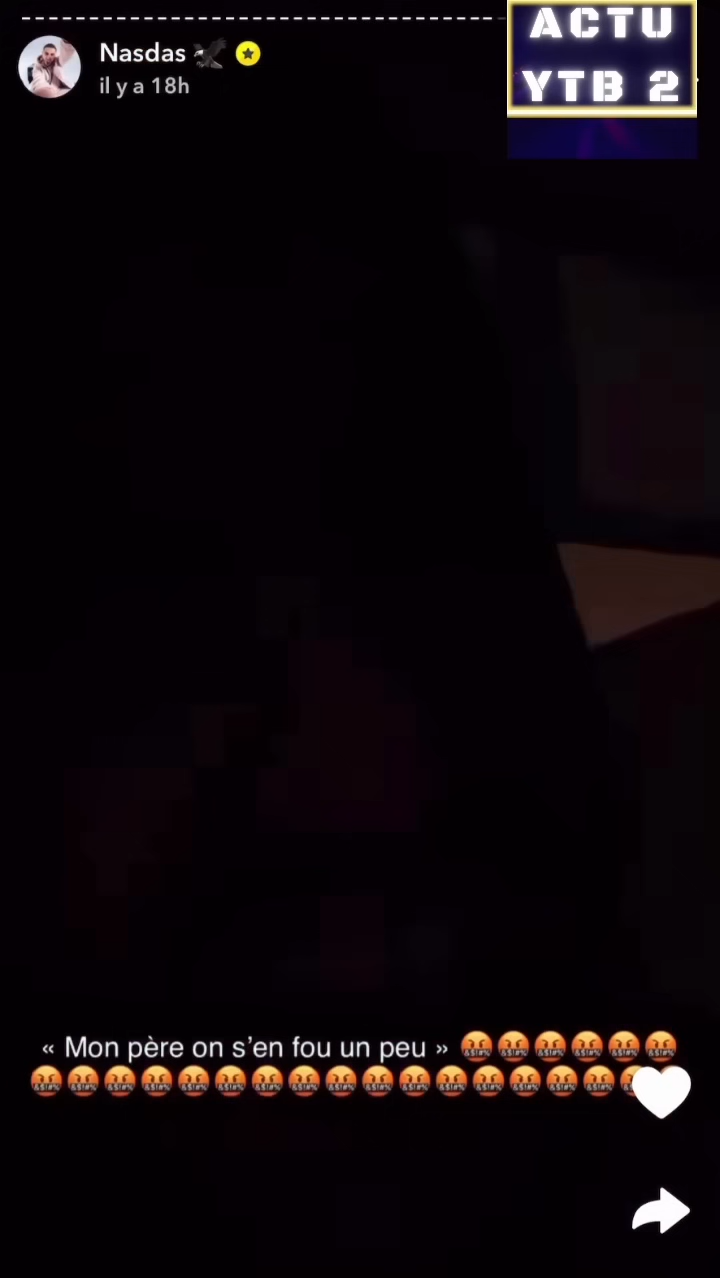 Nasdas
il y a 18h
ACTU
YTB 2
« Mon père on s'en fou un peu » 🤬🤬🤬🤬🤬🤬
🤬🤬🤬🤬🤬🤬🤬🤬🤬🤬🤬🤬🤬🤬🤬🤬🤬